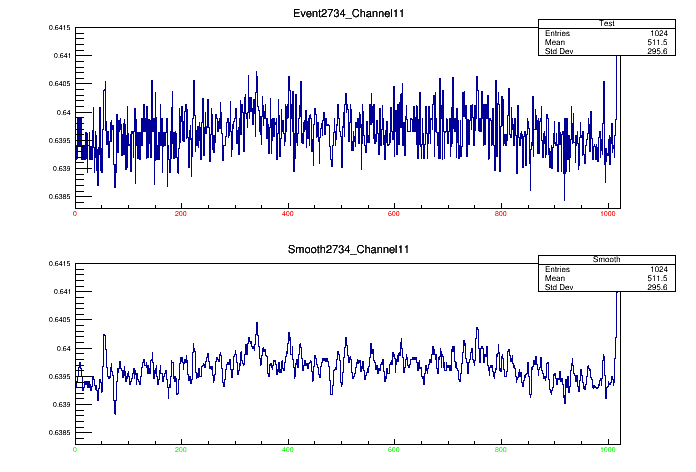 Event2734_Channel11
Test
Entries 1024
Mean 511.5
Std Dev 295.6
0.6415
0.641
0.6405
0.64
0.6395
0.639
0.6385
0 200 400 600 800 1000
Smooth2734_Channel11
Smooth
Entries 1024
Mean 511.5
Std Dev 295.6
0.6415
0.641
0.6405
0.64
0.6395
0.639
0.6385
0 200 400 600 800 1000